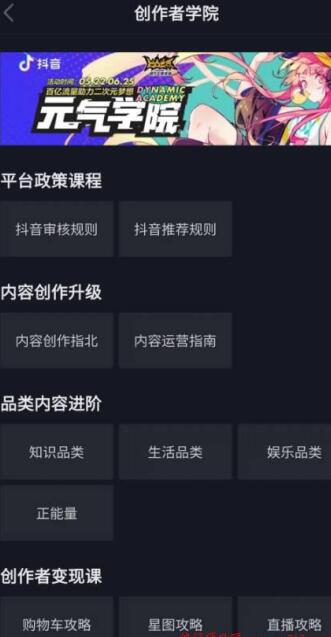 创作者学院
抖音
活动时间：05.22-06.25
百亿流量助力二次元梦想
DYNAMIC
ACADEMY
元气学院
平台政策课程
抖音审核规则 抖音推荐规则
内容创作升级
内容创作指北 内容运营指南
品类内容进阶
知识品类 生活品类 娱乐品类
正能量
创作者变现课
购物车攻略 星图攻略 直播攻略